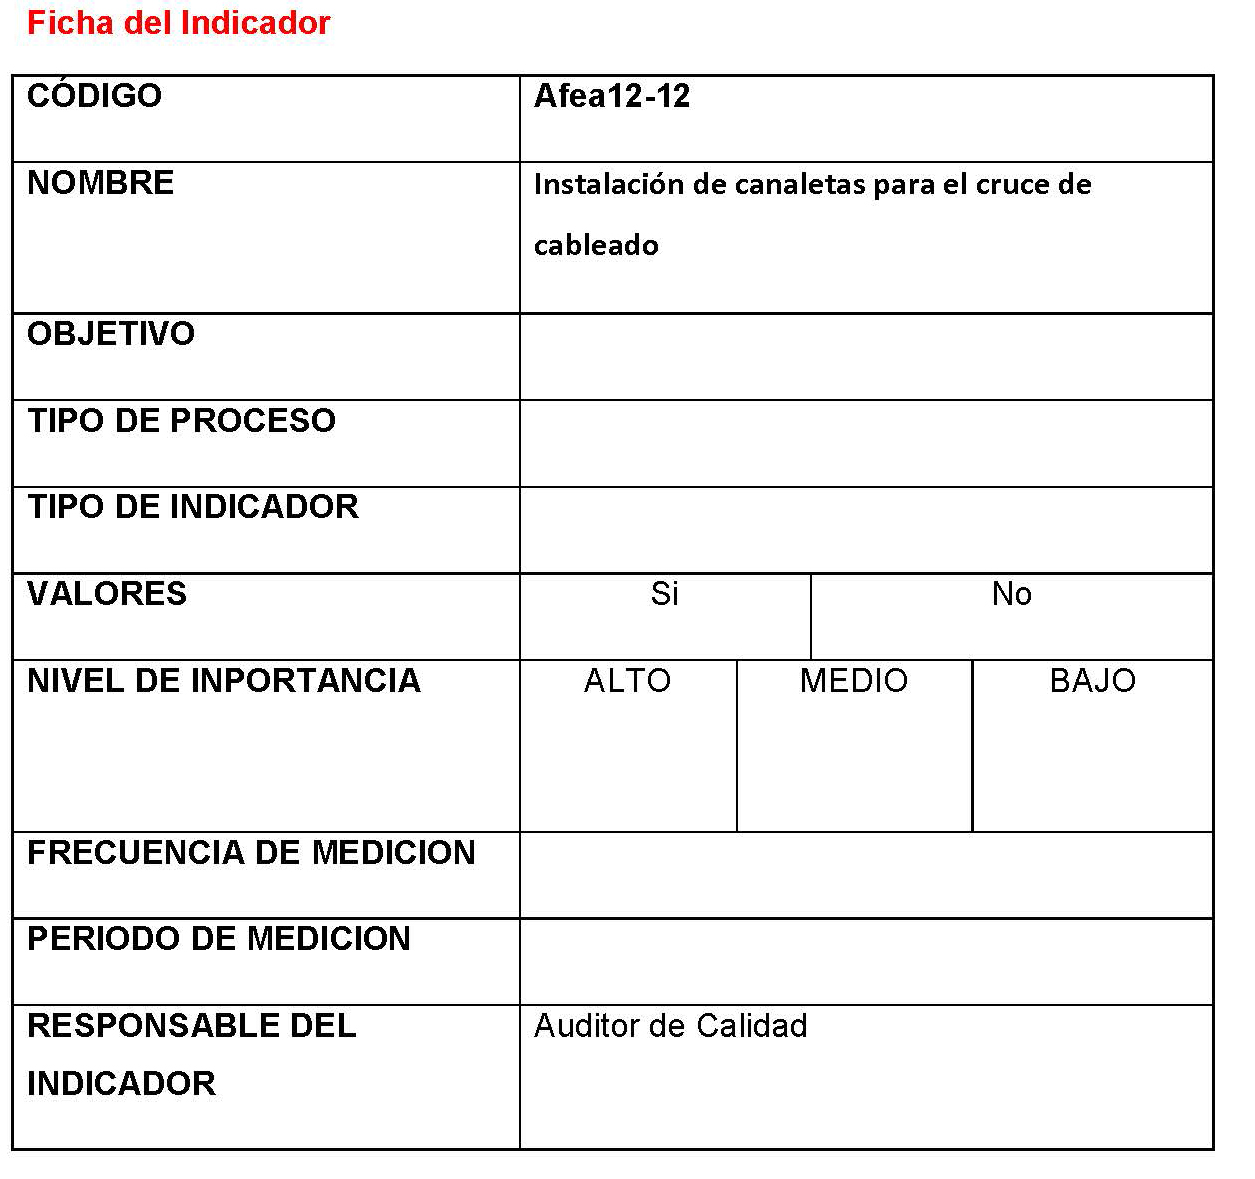 Ficha del Indicador
CÓDIGO Afea12-12
NOMBRE Instalación de canaletas para el cruce de
cableado
OBJETIVO
TIPO DE PROCESO
TIPO DE INDICADOR
VALORES Si No
NIVEL DE INPORTANCIA ALTO MEDIO BAJO
FRECUENCIA DE MEDICION
PERIODO DE MEDICION
RESPONSABLE DEL Auditor de Calidad
INDICADOR